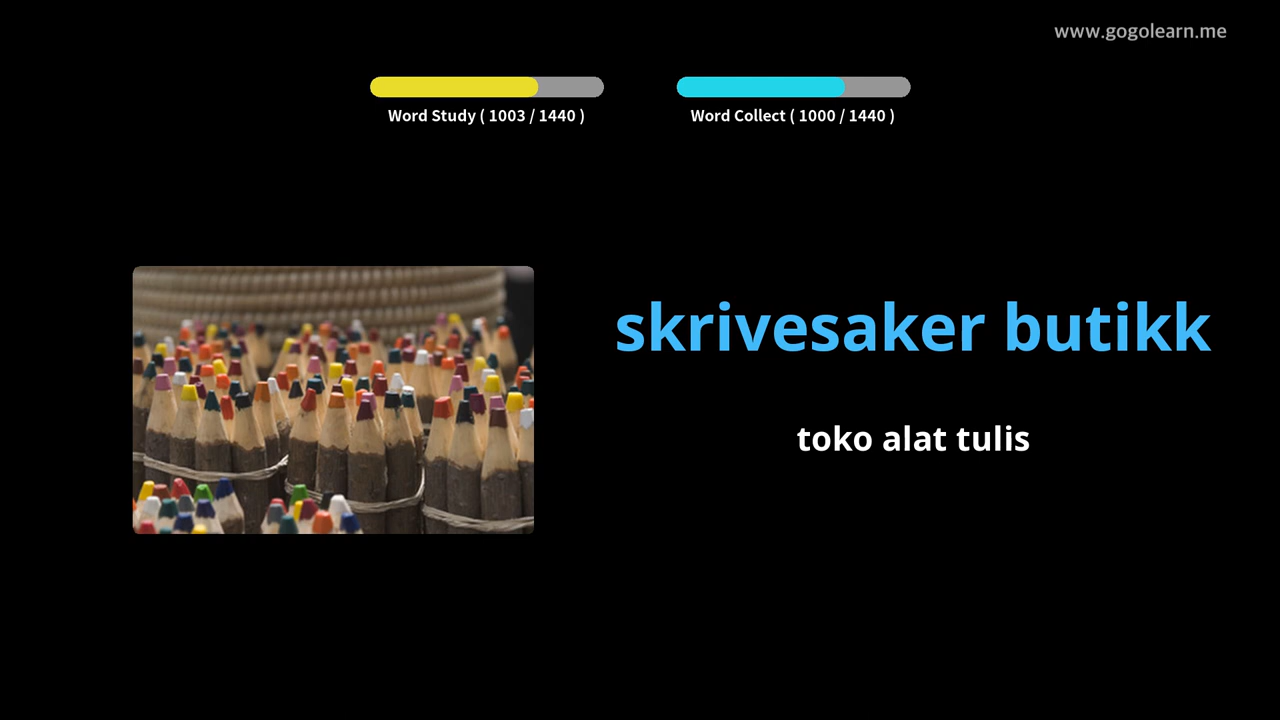 www.gogolearn.me
Word Study ( 1003 / 1440 )
Word Collect ( 1000 / 1440 )
skrivesaker butikk
toko alat tulis